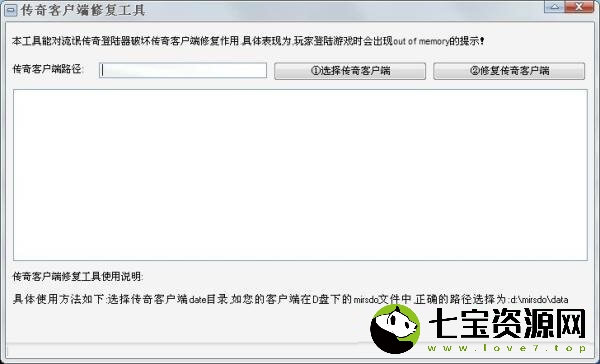 传奇客户端修复工具
本工具能对流氓传奇登陆器破坏传奇客户端修复作用,具体表现为,玩家登陆游戏时会出现out of memory的提示!
传奇客户端路径:
①选择传奇客户端
②修复传奇客户端
传奇客户端修复工具使用说明:
具体使用方法如下:选择传奇客户端date目录,如您的客户端在D盘下的mirsdo文件中,正确的路径选择为:d:\mirsdo\data
七宝资源网
www.love7.top